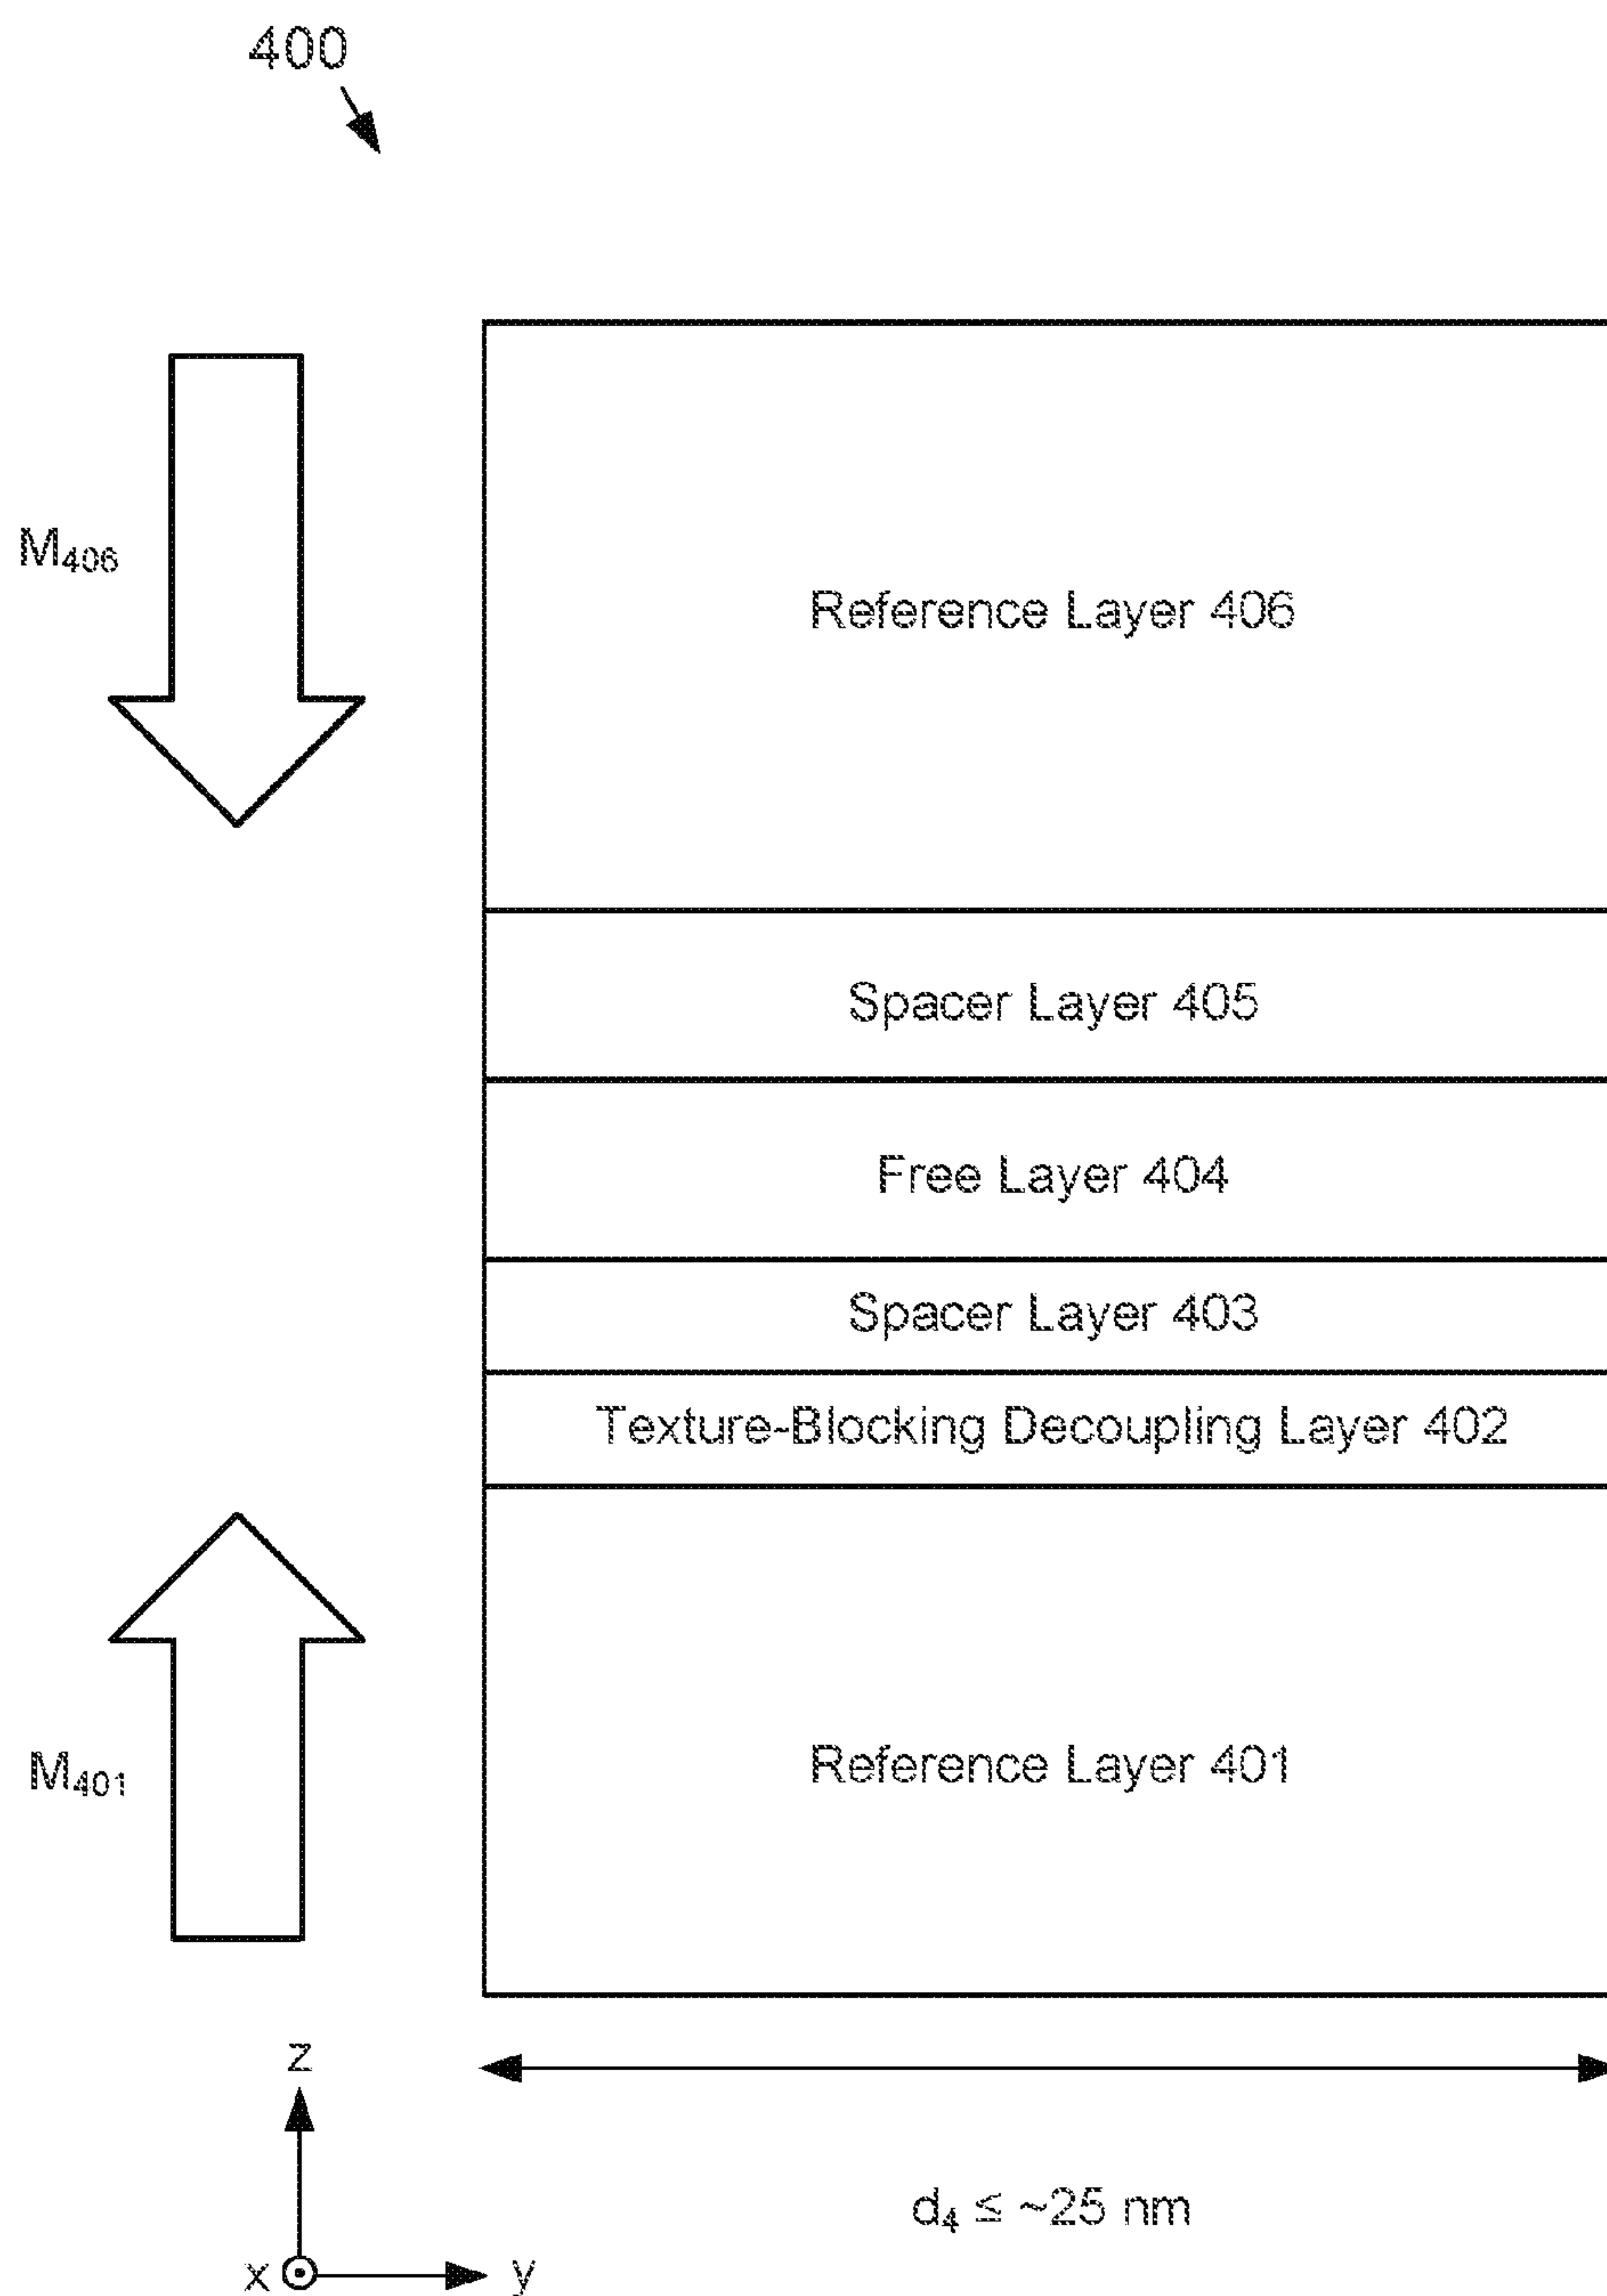 400
M₄₀₆
Reference Layer 406
Spacer Layer 405
Free Layer 404
Spacer Layer 403
Texture-Blocking Decoupling Layer 402
M₄₀₁
Reference Layer 401
z
d₄ ≤ ~25 nm
x
y